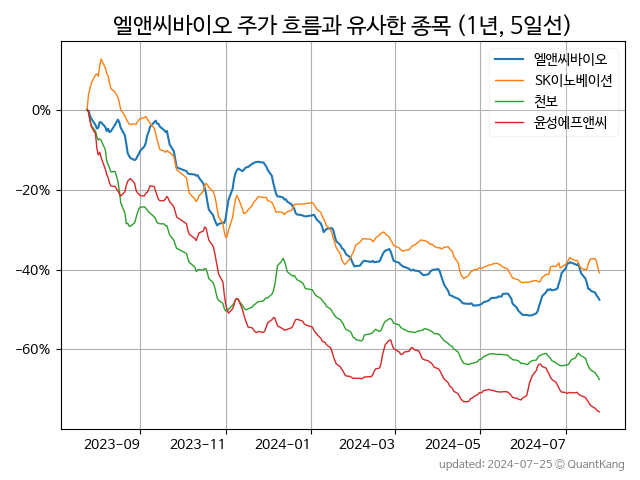 엘앤씨바이오 주가 흐름과 유사한 종목 (1년, 5일선)
엘앤씨바이오
SK이노베이션
천보
윤성에프앤씨
0%
−20%
−40%
−60%
2023-09
2023-11
2024-01
2024-03
2024-05
2024-07
updated: 2024-07-25 © QuantKang